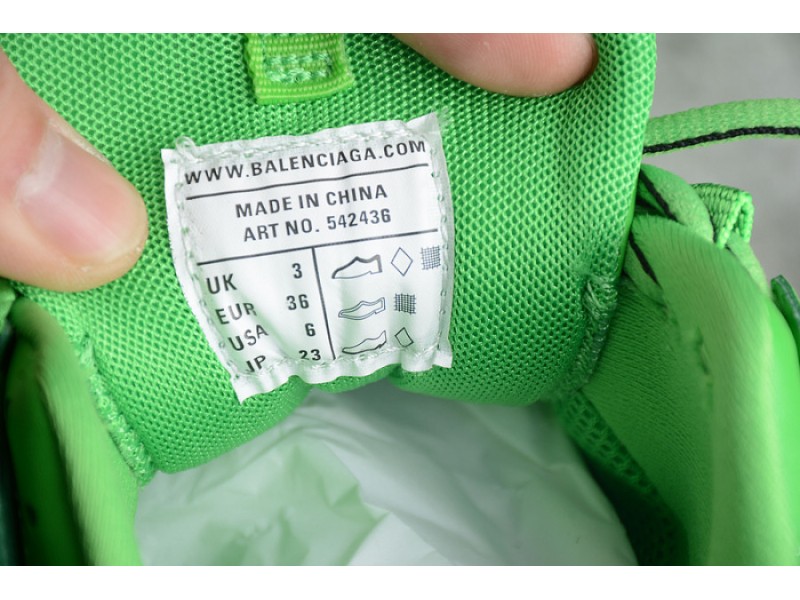 WWW.BALENCIAGA.COM
MADE IN CHINA
ART NO. 542436
UK 3
EUR 36
USA 6
JP 23